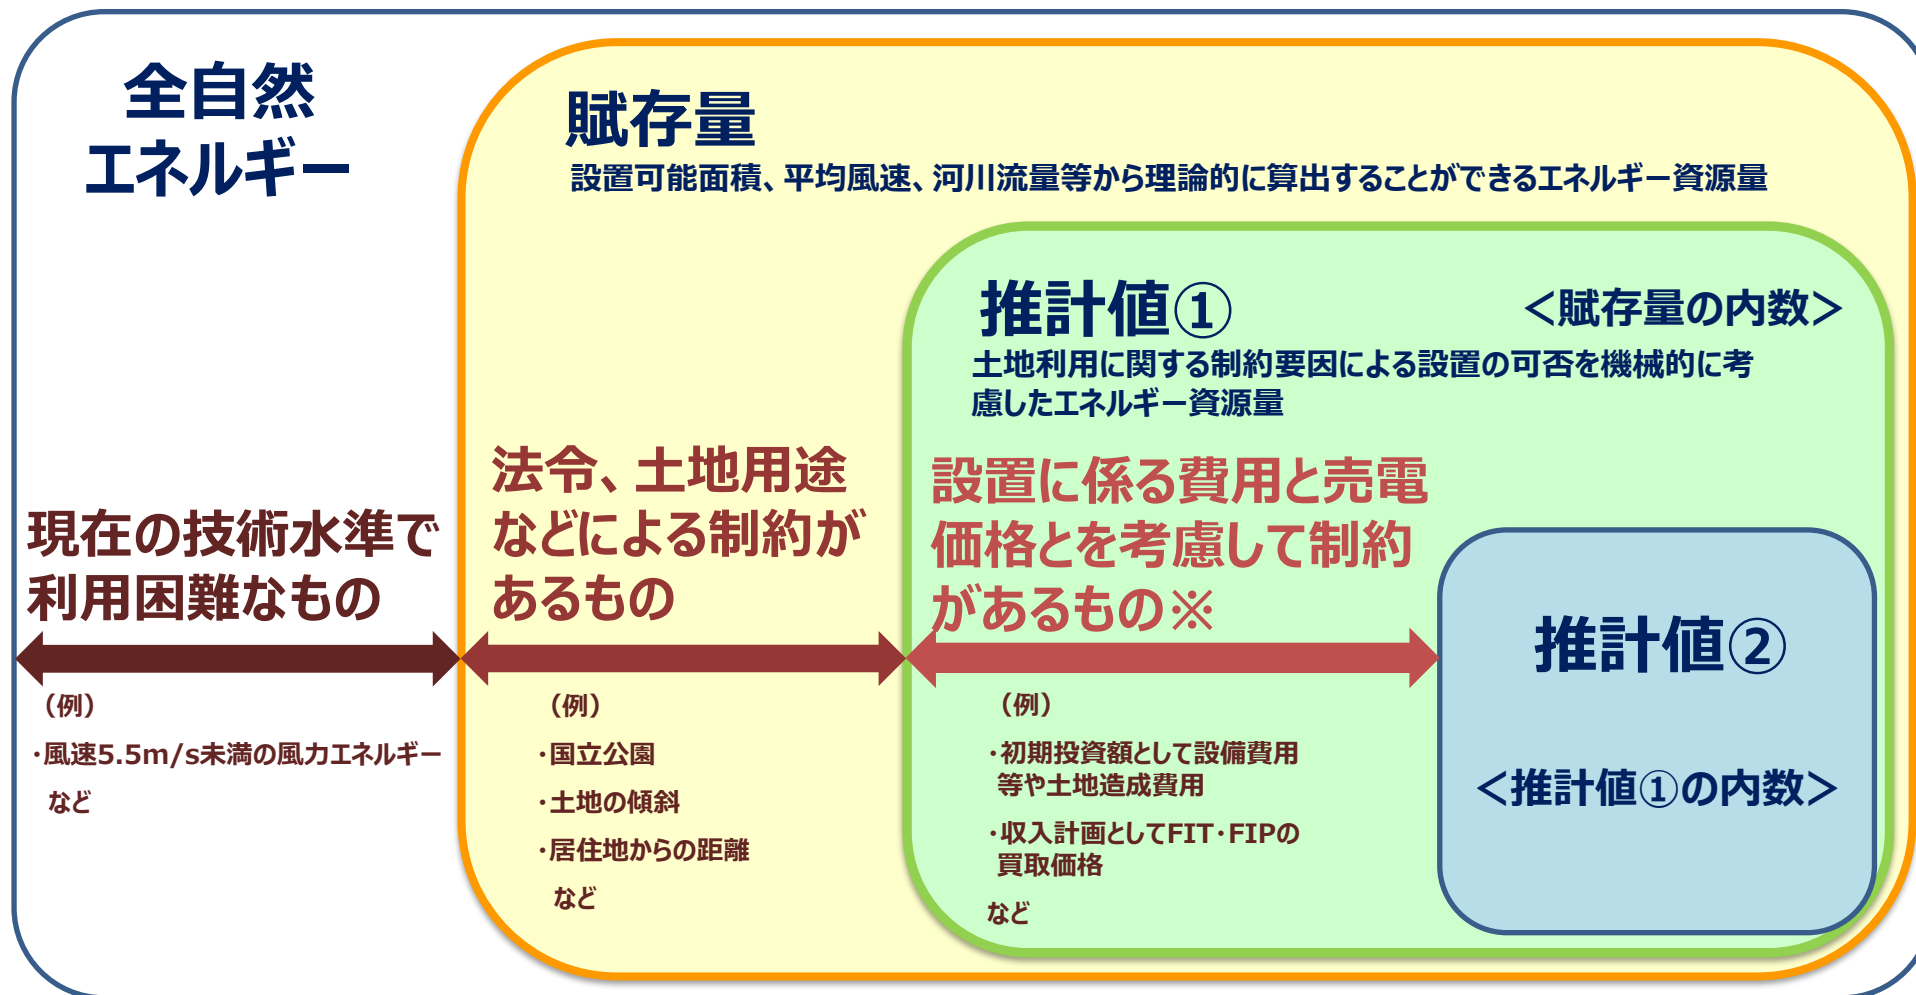 全自然
エネルギー
賦存量
設置可能面積、平均風速、河川流量等から理論的に算出することができるエネルギー資源量
推計値①
＜賦存量の内数＞
土地利用に関する制約要因による設置の可否を機械的に考
慮したエネルギー資源量
現在の技術水準で
利用困難なもの
（例）
・風速5.5m/s未満の風力エネルギー
など
法令、土地用途
などによる制約が
あるもの
（例）
・国立公園
・土地の傾斜
・居住地からの距離
など
設置に係る費用と売電
価格とを考慮して制約
があるもの※
（例）
・初期投資額として設備費用
等や土地造成費用
・収入計画としてFIT・FIPの
買取価格
など
推計値②
＜推計値①の内数＞